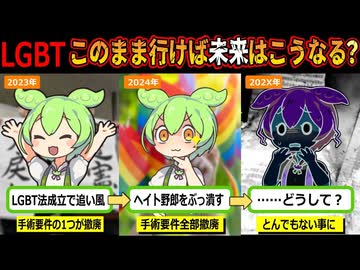 LGBT このまま行けば未来はこうなる?
2023年
2024年
202X年
LGBT法成立で追い風
ヘイト野郎をぶっ潰す
……どうして?
手術要件の1つが撤廃
手術要件全部撤廃
とんでもない事に